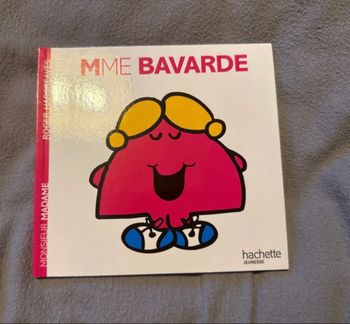 MME BAVARDE
MONSIEUR MADAME
ROGER HARGREAVES
hachette
JEUNESSE